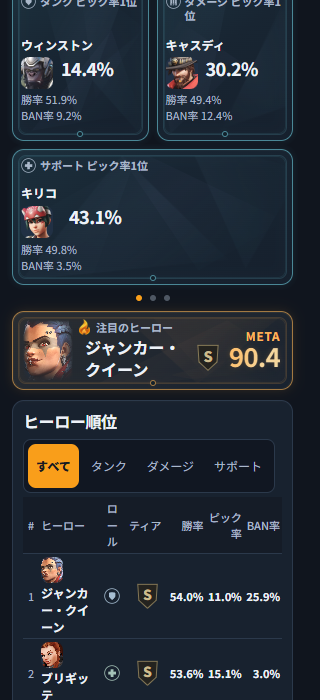 タンク ピック率1位
ダメージ ピック率1
位
ウィンストン
14.4%
勝率 51.9%
BAN率 9.2%
キャスディ
30.2%
勝率 49.4%
BAN率 12.4%
サポート ピック率1位
キリコ
43.1%
勝率 49.8%
BAN率 3.5%
注目のヒーロー
ジャンカー・
クイーン
S
META
90.4
ヒーロー順位
すべて タンク ダメージ サポート
# ヒーロー ロール ティア 勝率 ピック率 BAN率
1 ジャンカー・クイーン S 54.0% 11.0% 25.9%
2 ブリギッテ S 53.6% 15.1% 3.0%